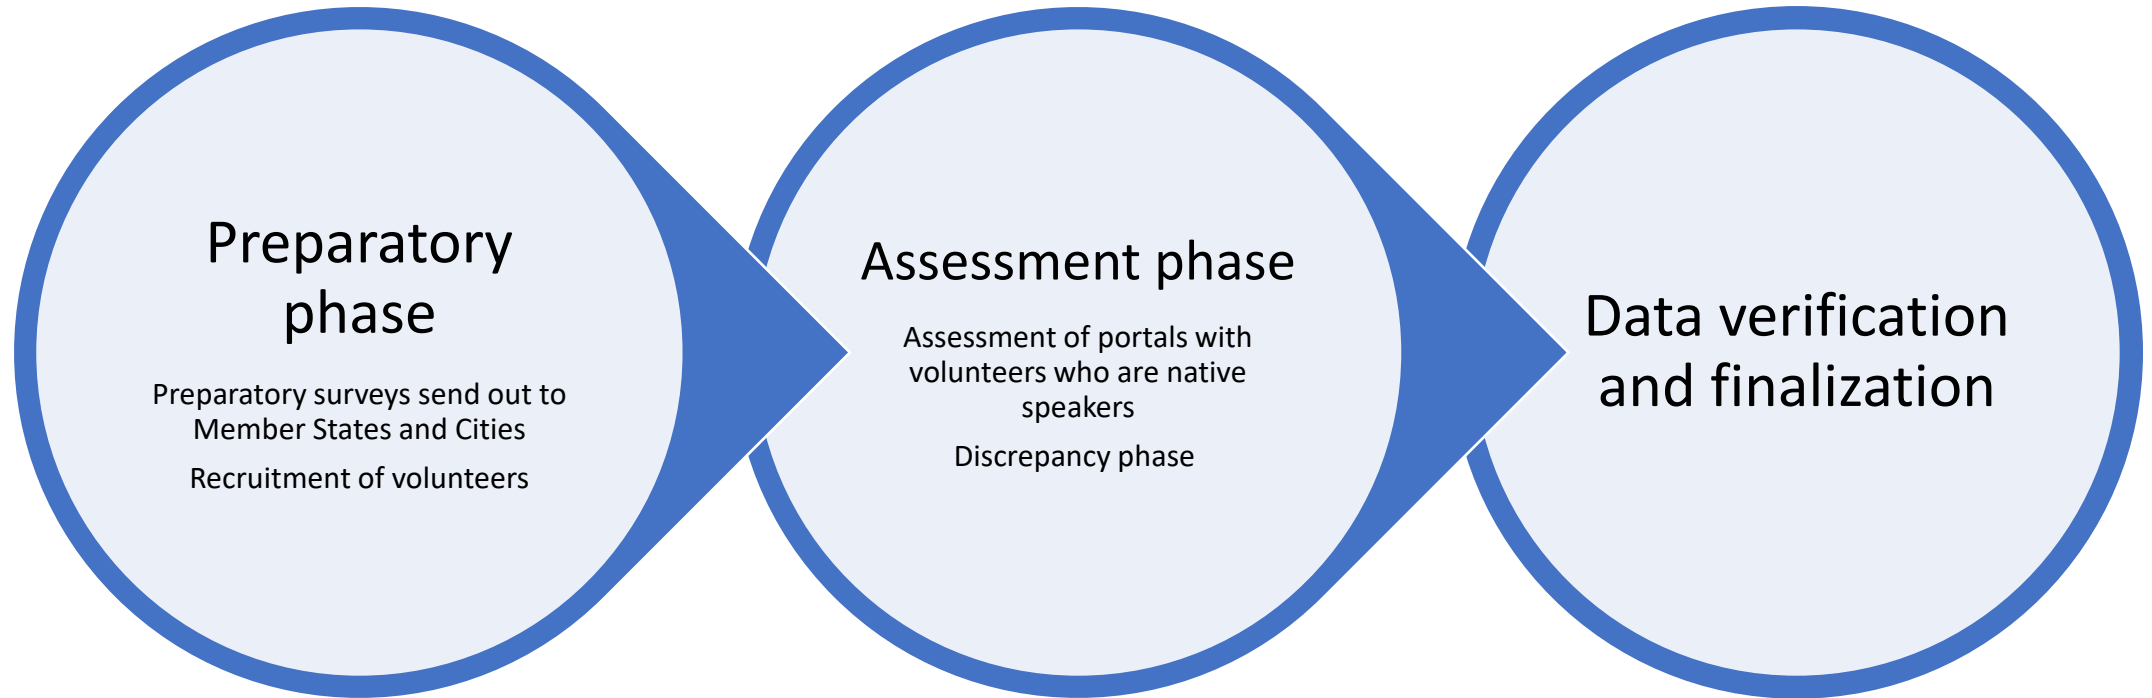 Preparatory
phase
Preparatory surveys send out to
Member States and Cities
Recruitment of volunteers
Assessment phase
Assessment of portals with
volunteers who are native
speakers
Discrepancy phase
Data verification
and finalization